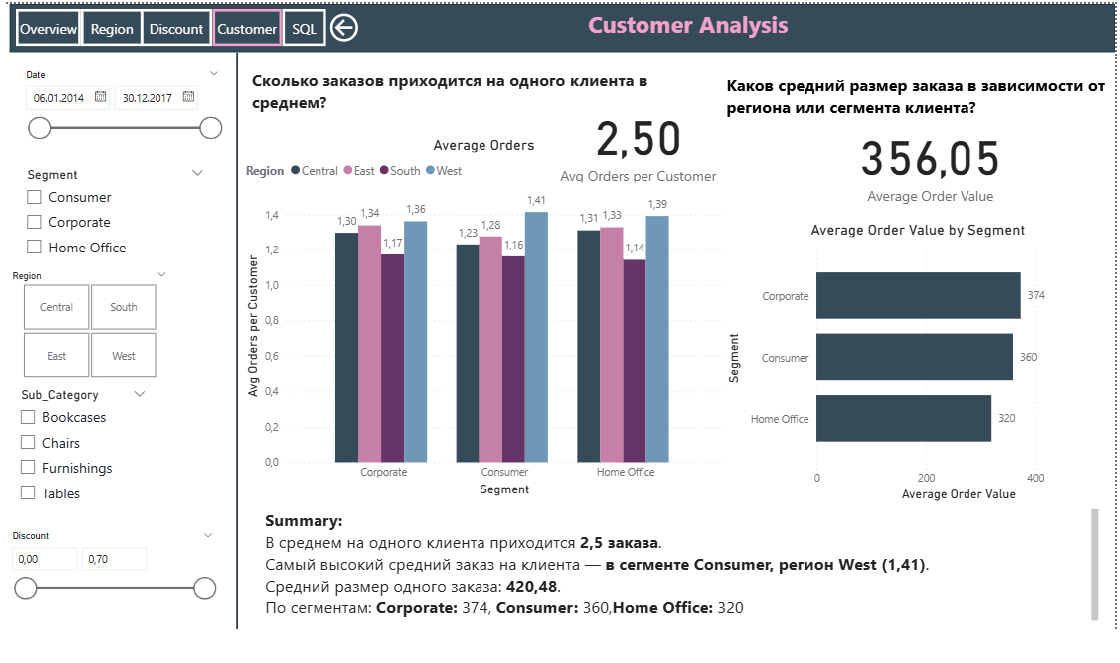 Overview Region Discount Customer SQL
Customer Analysis
Date
06.01.2014 30.12.2017
Segment
Consumer
Corporate
Home Office
Region
Central South
East West
Sub_Category
Bookcases
Chairs
Furnishings
Tables
Discount
0,00 0,70
Сколько заказов приходится на одного клиента в
среднем?
2,50
Avg Orders per Customer
Average Orders
Region Central East South West
Avg Orders per Customer
1,4
1,2
1,0
0,8
0,6
0,4
0,2
0,0
1,30 1,34 1,17 1,36
1,23 1,28 1,16 1,41
1,31 1,33 1,14 1,39
Corporate Consumer Home Office
Segment
Каков средний размер заказа в зависимости от
региона или сегмента клиента?
356,05
Average Order Value
Average Order Value by Segment
Segment
Corporate 374
Consumer 360
Home Office 320
0 200 400
Average Order Value
Summary:
В среднем на одного клиента приходится 2,5 заказа.
Самый высокий средний заказ на клиента — в сегменте Consumer, регион West (1,41).
Средний размер одного заказа: 420,48.
По сегментам: Corporate: 374, Consumer: 360,Home Office: 320